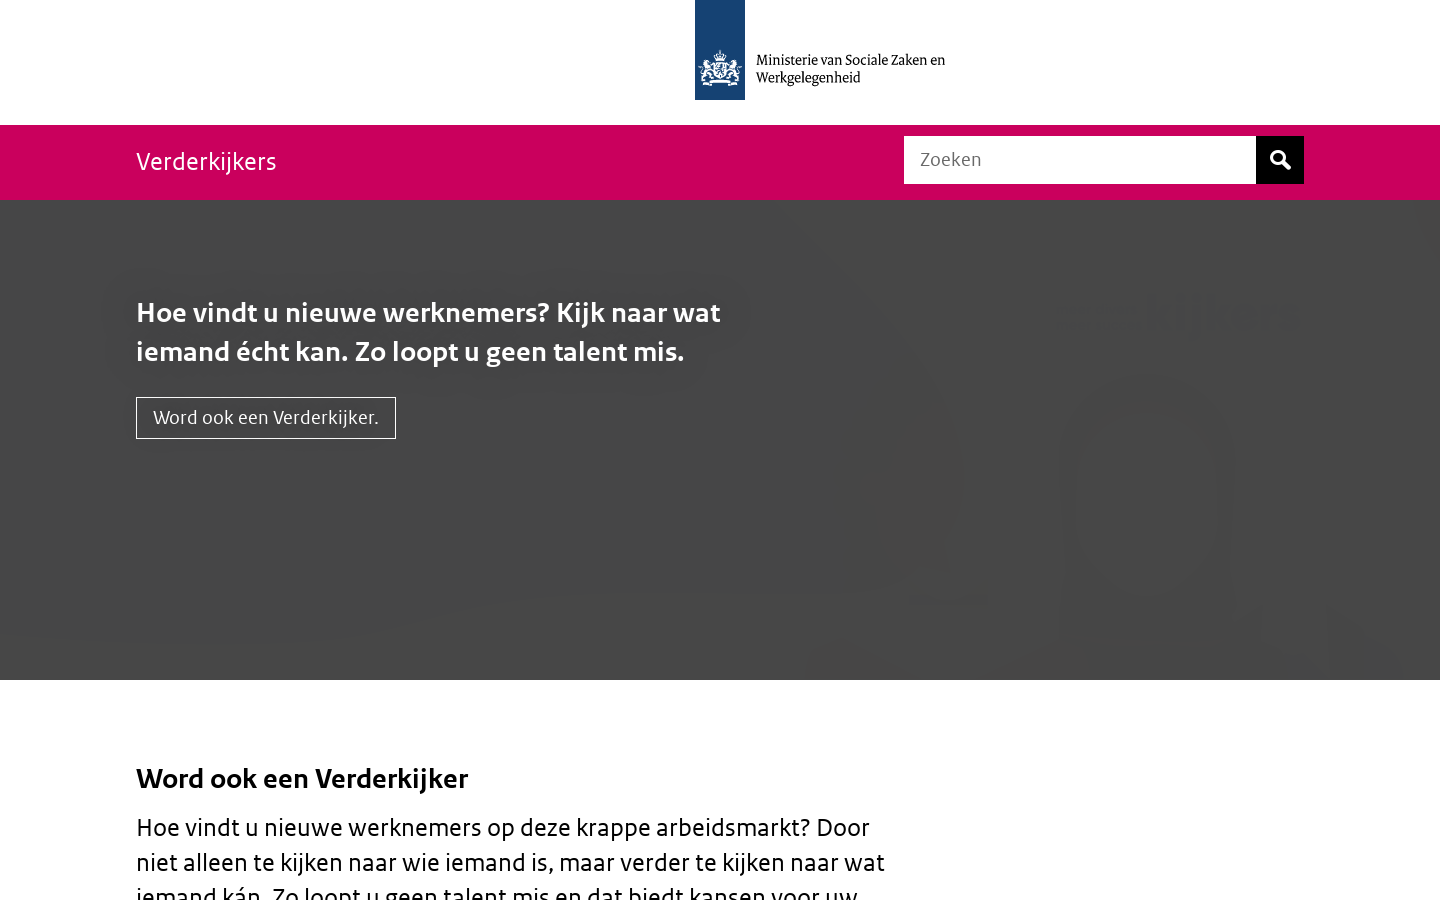 Ministerie van Sociale Zaken en
Werkgelegenheid
Verderkijkers
Zoeken
Hoe vindt u nieuwe werknemers? Kijk naar wat
iemand écht kan. Zo loopt u geen talent mis.
Word ook een Verderkijker.
Word ook een Verderkijker
Hoe vindt u nieuwe werknemers op deze krappe arbeidsmarkt? Door
niet alleen te kijken naar wie iemand is, maar verder te kijken naar wat
iemand kán. Zo loopt u geen talent mis en dat biedt kansen voor uw